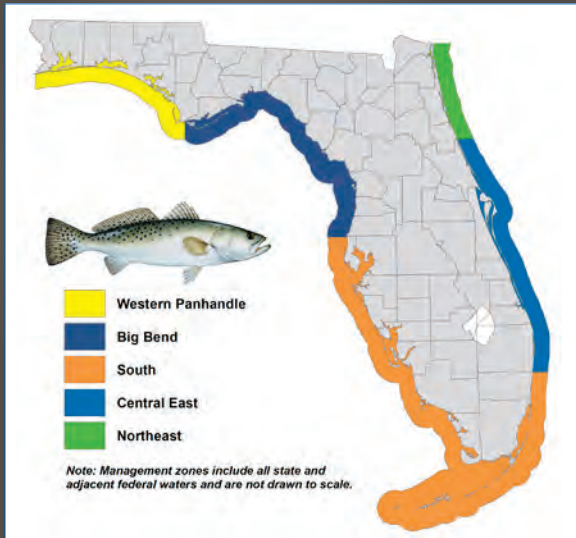 Western Panhandle
Big Bend
South
Central East
Northeast
Note: Management zones include all state and
adjacent federal waters and are not drawn to scale.